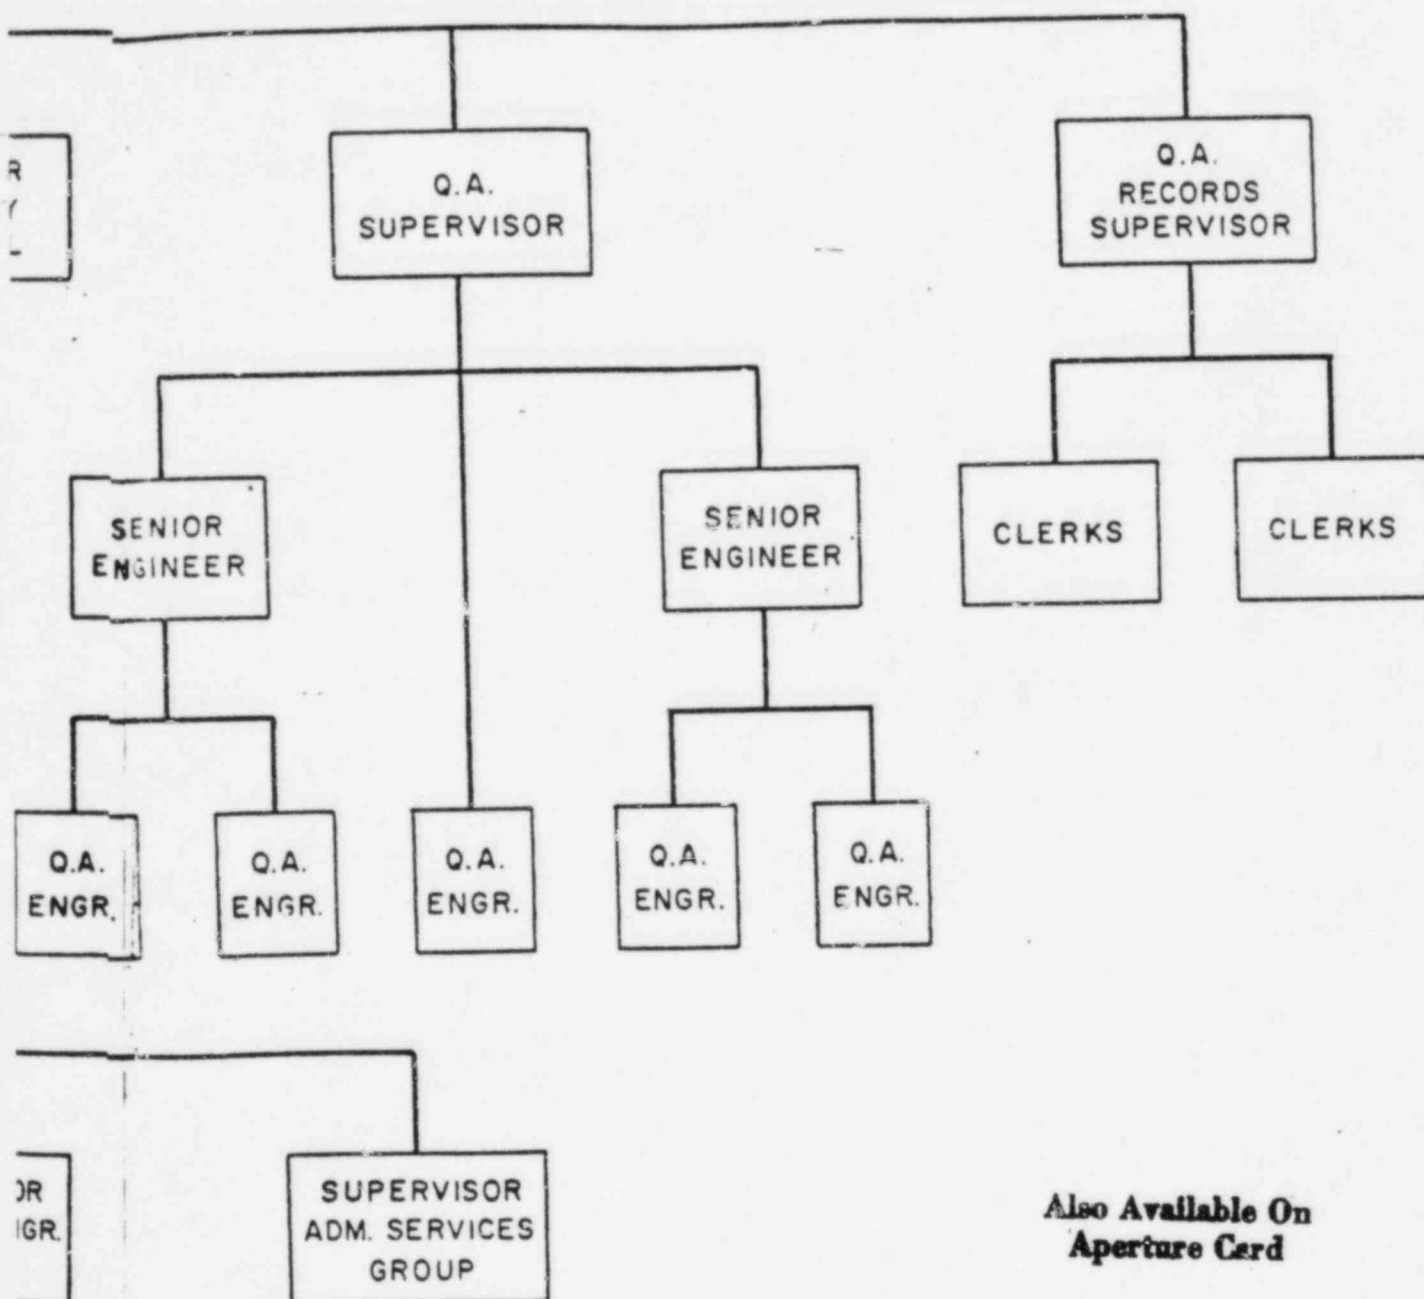 Q.A.
SUPERVISOR
Q.A.
RECORDS
SUPERVISOR
SENIOR
ENGINEER
SENIOR
ENGINEER
CLERKS
CLERKS
Q.A.
ENGR.
Q.A.
ENGR.
Q.A.
ENGR.
Q.A.
ENGR.
Q.A.
ENGR.
SUPERVISOR
ADM. SERVICES
GROUP
Also Available On
Aperture Card